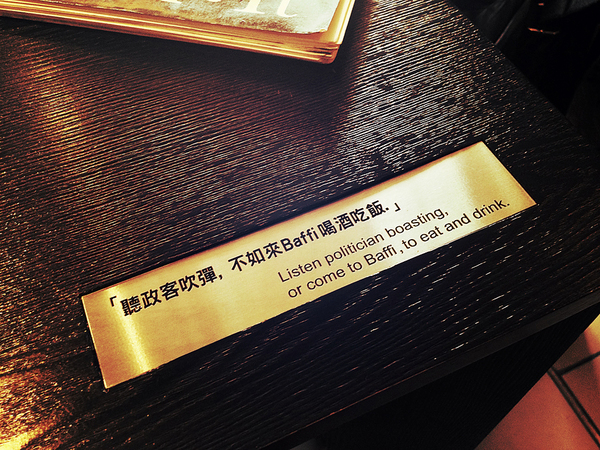 「聽政客吹彈，不如來Baffi喝酒吃飯.」
Listen politician boasting,
or come to Baffi , to eat and drink.